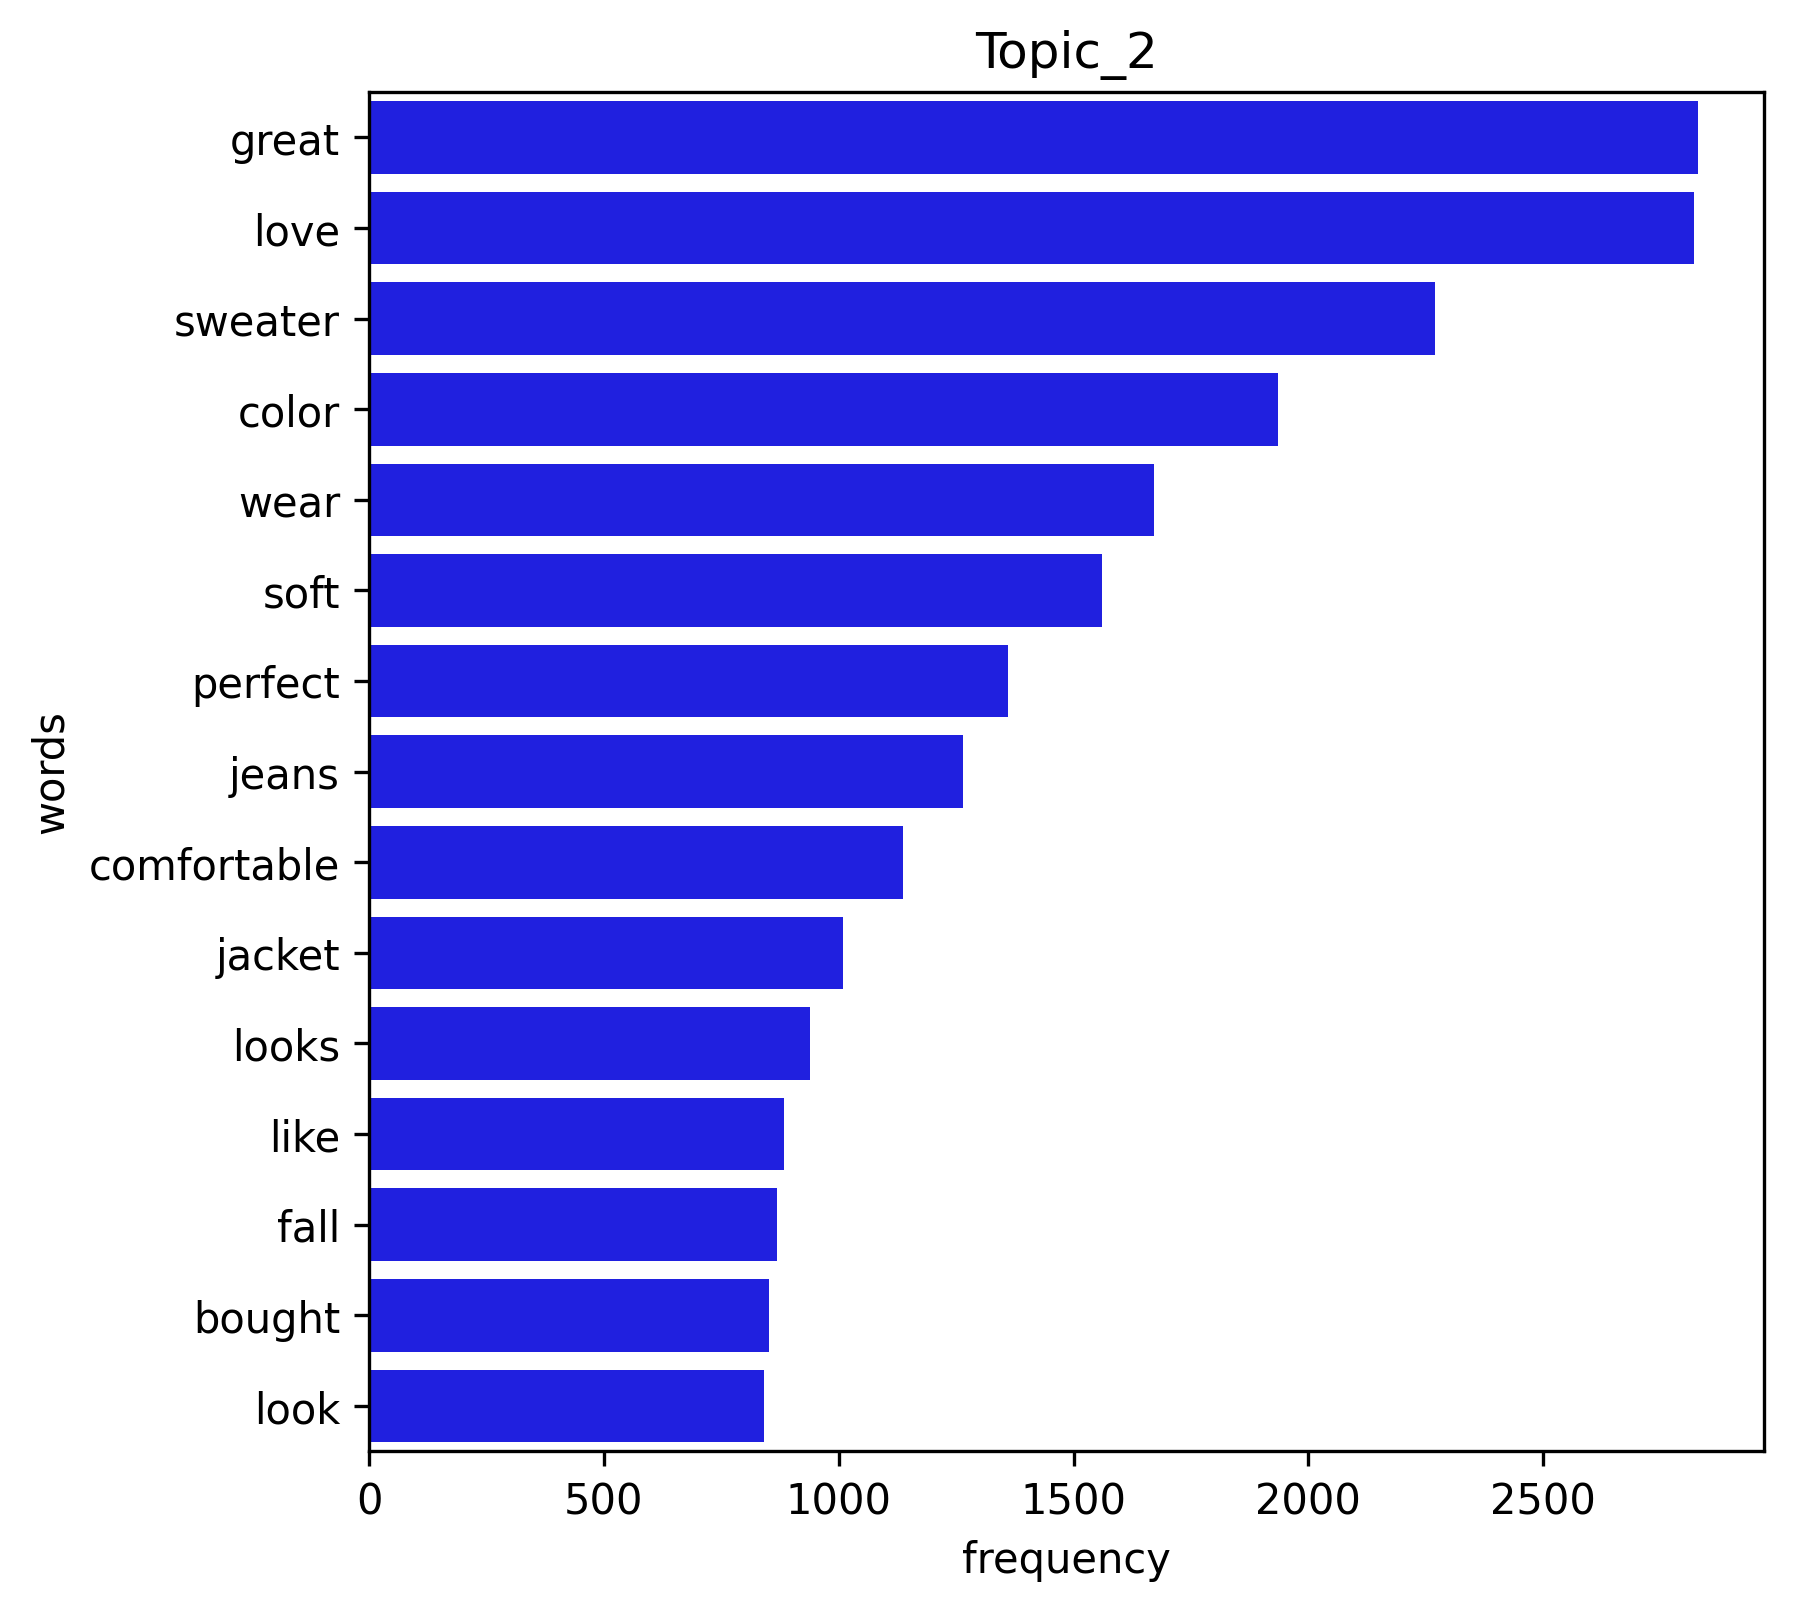 Topic_2
great
love
sweater
color
wear
soft
perfect
jeans
comfortable
jacket
looks
like
fall
bought
look
words
0 500 1000 1500 2000 2500
frequency